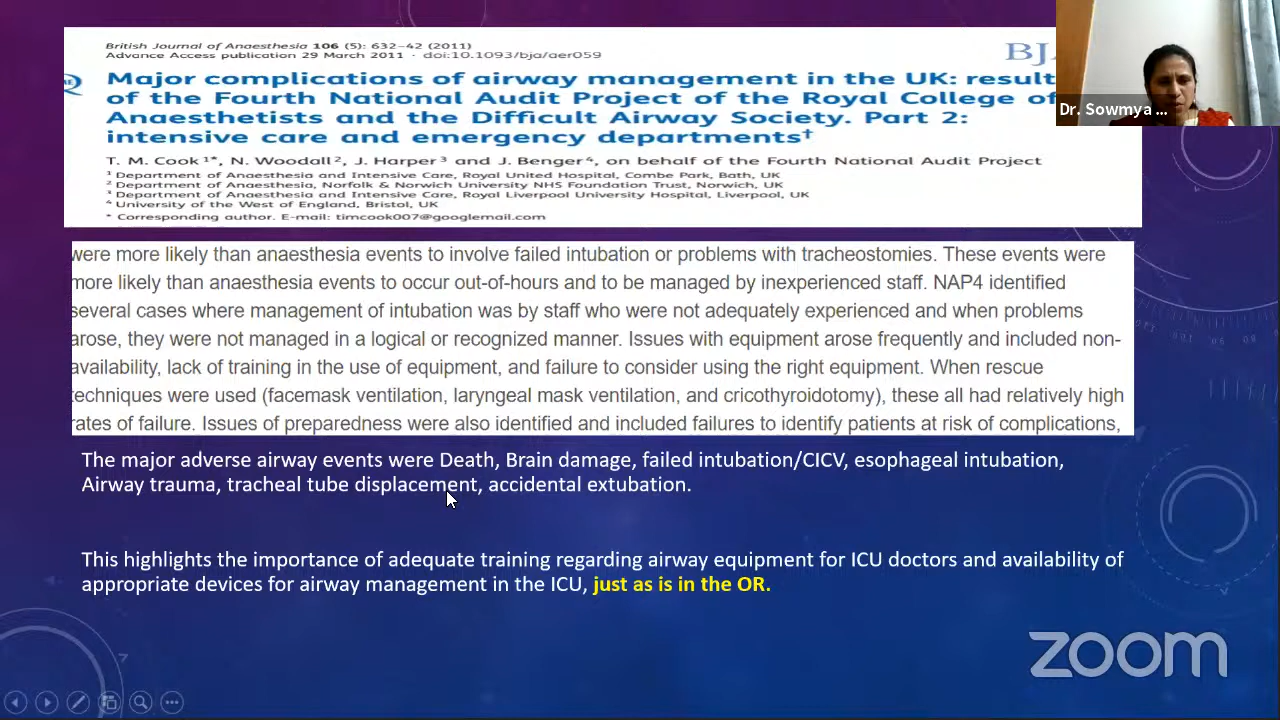 British Journal of Anaesthesia 106 (5): 632–42 (2011)
Advance Access publication 29 March 2011 · doi:10.1093/bja/aer059
BJ
Major complications of airway management in the UK: result
of the Fourth National Audit Project of the Royal College of
Anaesthetists and the Difficult Airway Society. Part 2:
intensive care and emergency departments†
T. M. Cook 1*, N. Woodall 2, J. Harper 3 and J. Benger 4, on behalf of the Fourth National Audit Project
1 Department of Anaesthesia and Intensive Care, Royal United Hospital, Combe Park, Bath, UK
2 Department of Anaesthesia, Norfolk & Norwich University NHS Foundation Trust, Norwich, UK
3 Department of Anaesthesia and Intensive Care, Royal Liverpool University Hospital, Liverpool, UK
4 University of the West of England, Bristol, UK
* Corresponding author. E-mail: timcook007@googlemail.com
Dr. Sowmya ...
were more likely than anaesthesia events to involve failed intubation or problems with tracheostomies. These events were
more likely than anaesthesia events to occur out-of-hours and to be managed by inexperienced staff. NAP4 identified
several cases where management of intubation was by staff who were not adequately experienced and when problems
arose, they were not managed in a logical or recognized manner. Issues with equipment arose frequently and included non-
availability, lack of training in the use of equipment, and failure to consider using the right equipment. When rescue
techniques were used (facemask ventilation, laryngeal mask ventilation, and cricothyroidotomy), these all had relatively high
rates of failure. Issues of preparedness were also identified and included failures to identify patients at risk of complications,
The major adverse airway events were Death, Brain damage, failed intubation/CICV, esophageal intubation,
Airway trauma, tracheal tube displacement, accidental extubation.
This highlights the importance of adequate training regarding airway equipment for ICU doctors and availability of
appropriate devices for airway management in the ICU, just as is in the OR.
zoom